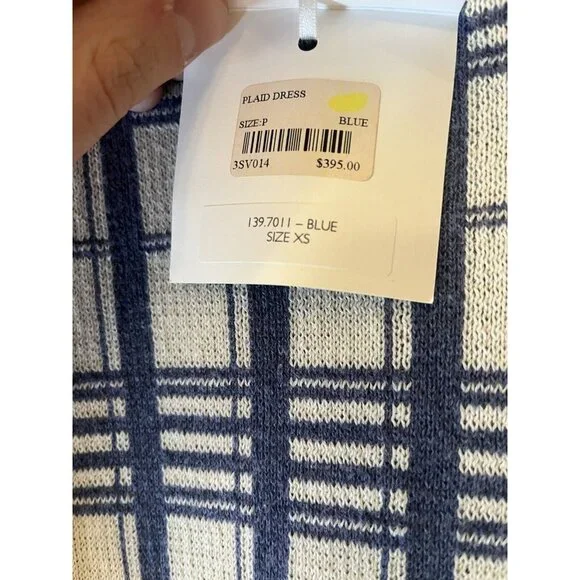 PLAID DRESS
SIZE:P BLUE
3SV014 $395.00
139.7011 – BLUE
SIZE XS